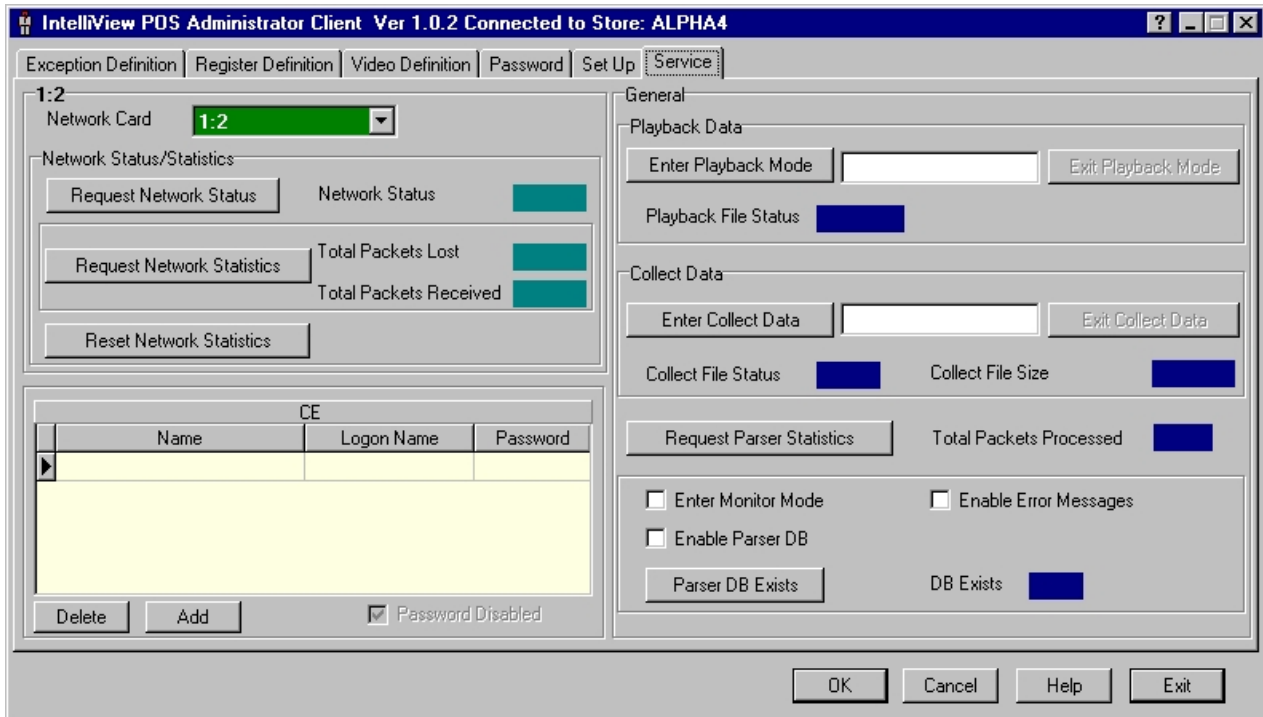 IntelliView POS Administrator Client Ver 1.0.2 Connected to Store: ALPHA4
Exception Definition Register Definition Video Definition Password Set Up Service
1:2
Network Card 1:2
Network Status/Statistics
Request Network Status Network Status
Request Network Statistics Total Packets Lost
Total Packets Received
Reset Network Statistics
CE
Name Logon Name Password
Delete Add Password Disabled
General
Playback Data
Enter Playback Mode Exit Playback Mode
Playback File Status
Collect Data
Enter Collect Data Exit Collect Data
Collect File Status Collect File Size
Request Parser Statistics Total Packets Processed
Enter Monitor Mode Enable Error Messages
Enable Parser DB
Parser DB Exists DB Exists
OK Cancel Help Exit